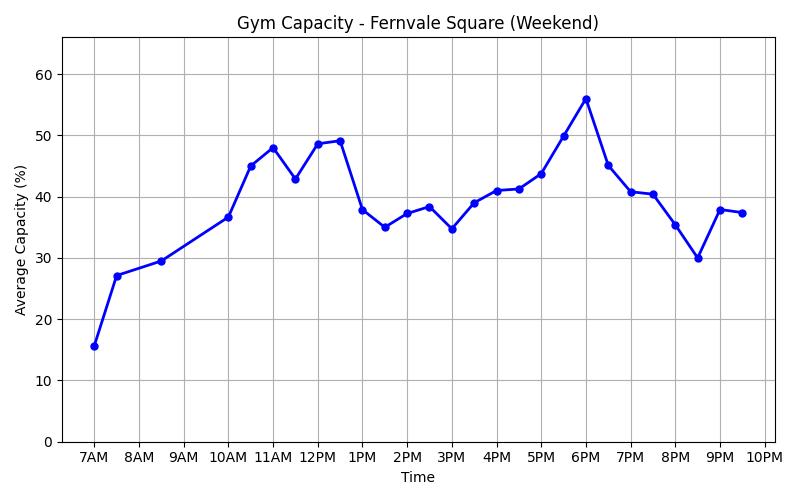 Gym Capacity - Fernvale Square (Weekend)
Average Capacity (%)
60
50
40
30
20
10
0
7AM 8AM 9AM 10AM 11AM 12PM 1PM 2PM 3PM 4PM 5PM 6PM 7PM 8PM 9PM 10PM
Time